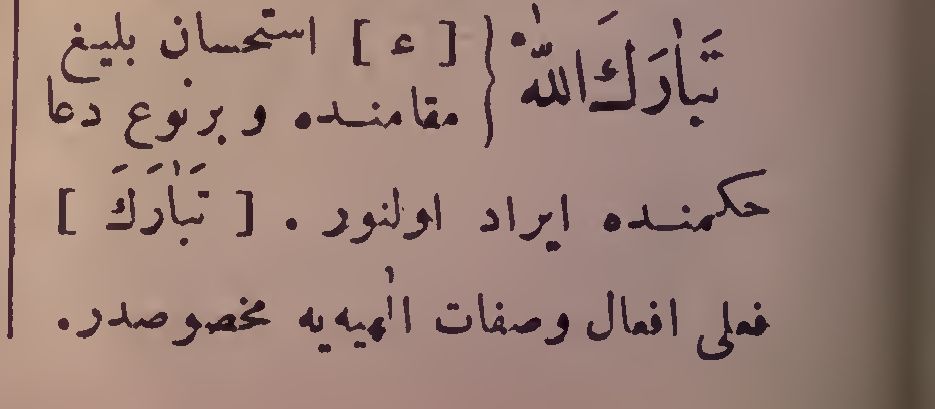 تَبَارَكَ اللّٰهُ { [ ء ] استحسان بليغ
مقامنده و برنوع دعا
حكمنده ايراد اولنور . [ تَبَارَكَ ]
فعلى افعال وصفات الٰهيه يه مخصوصدر.